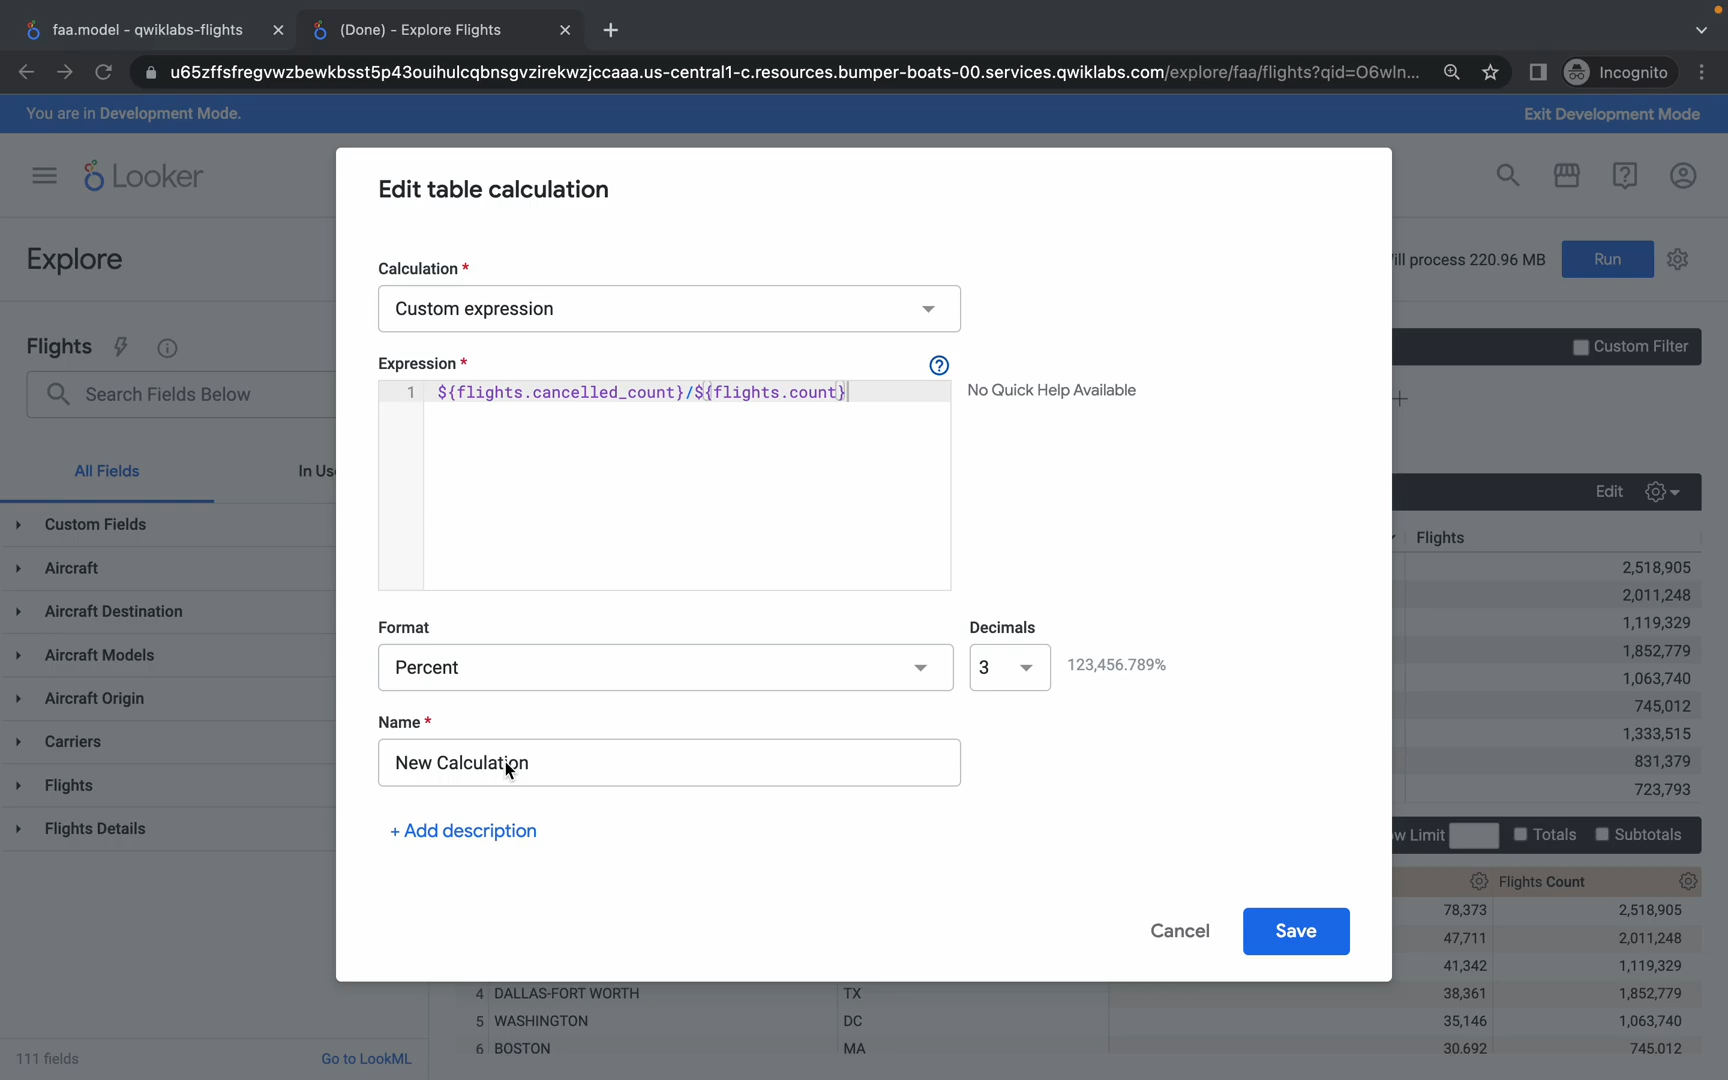 faa.model - qwiklabs-flights
(Done) - Explore Flights
u65zffsfregvwzbewkbsst5p43ouihulcqbnsgvzirekwzjccaaa.us-central1-c.resources.bumper-boats-00.services.qwiklabs.com/explore/faa/flights?qid=O6wln...
Incognito
You are in Development Mode.
Exit Development Mode
Looker
Edit table calculation
Explore
ill process 220.96 MB
Run
Calculation *
Custom expression
Flights
Custom Filter
Expression *
Search Fields Below
1 ${flights.cancelled_count}/${flights.count}
No Quick Help Available
All Fields
In Use
Edit
Custom Fields
Flights
Aircraft
2,518,905
2,011,248
Aircraft Destination
1,119,329
Format
Decimals
Aircraft Models
1,852,779
Percent
3
123,456.789%
1,063,740
Aircraft Origin
745,012
Name *
Carriers
1,333,515
New Calculation
831,379
Flights
723,793
Flights Details
+ Add description
w Limit
Totals
Subtotals
Flights Count
78,373 2,518,905
Cancel
Save
47,711 2,011,248
41,342 1,119,329
4 DALLAS-FORT WORTH TX 38,361 1,852,779
5 WASHINGTON DC 35,146 1,063,740
6 BOSTON MA 30,692 745,012
111 fields
Go to LookML